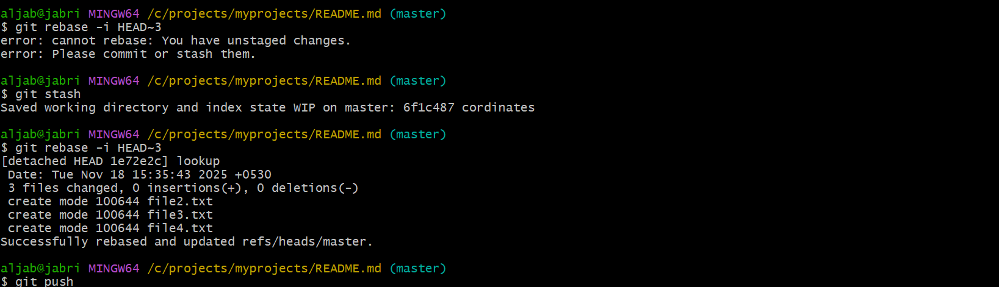 aljab@jabri MINGW64 /c/projects/myprojects/README.md (master)
$ git rebase -i HEAD~3
error: cannot rebase: You have unstaged changes.
error: Please commit or stash them.
aljab@jabri MINGW64 /c/projects/myprojects/README.md (master)
$ git stash
Saved working directory and index state WIP on master: 6f1c487 cordinates
aljab@jabri MINGW64 /c/projects/myprojects/README.md (master)
$ git rebase -i HEAD~3
[detached HEAD 1e72e2c] lookup
Date: Tue Nov 18 15:35:43 2025 +0530
3 files changed, 0 insertions(+), 0 deletions(-)
create mode 100644 file2.txt
create mode 100644 file3.txt
create mode 100644 file4.txt
Successfully rebased and updated refs/heads/master.
aljab@jabri MINGW64 /c/projects/myprojects/README.md (master)
$ git push